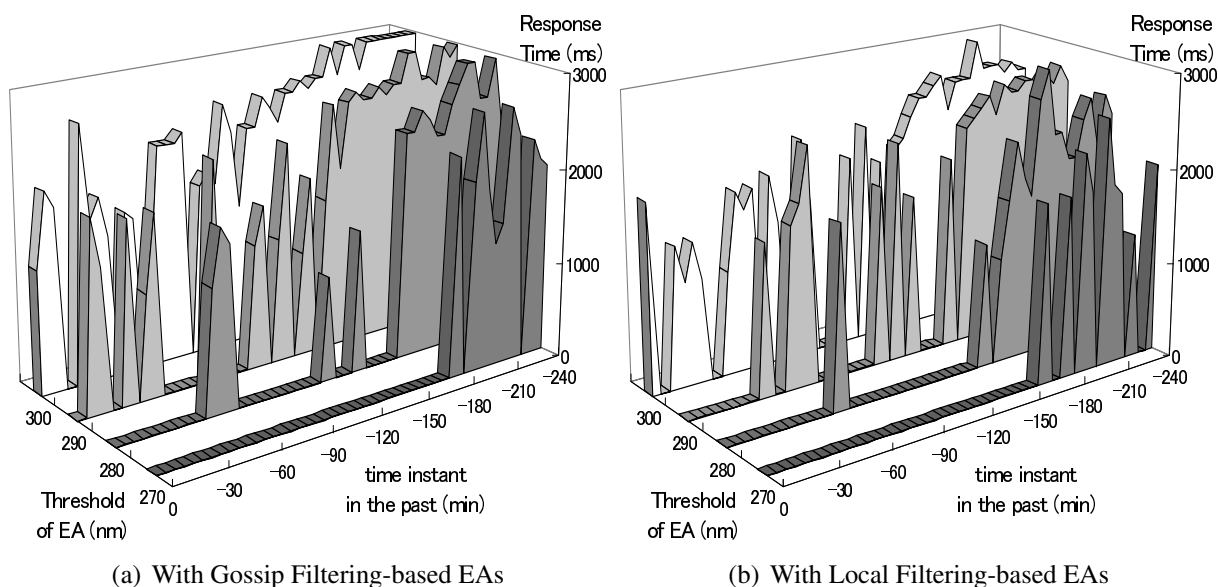 Response
Time (ms)
3000
2000
1000
0
300
290
280
270
0
−30
−60
−90
−120
−150
−180
−210
−240
Threshold
of EA (nm)
time instant
in the past (min)
(a) With Gossip Filtering-based EAs
Response
Time (ms)
3000
2000
1000
0
300
290
280
270
0
−30
−60
−90
−120
−150
−180
−210
−240
Threshold
of EA (nm)
time instant
in the past (min)
(b) With Local Filtering-based EAs